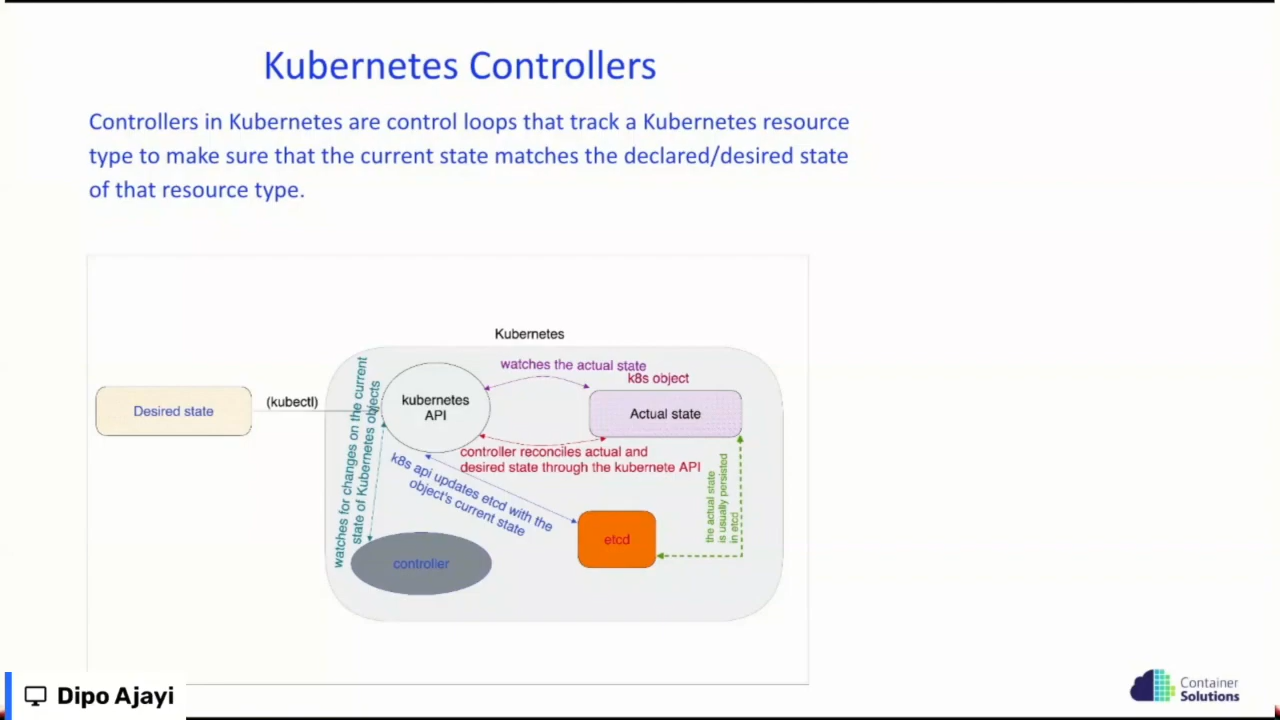 Kubernetes Controllers
Controllers in Kubernetes are control loops that track a Kubernetes resource
type to make sure that the current state matches the declared/desired state
of that resource type.
Kubernetes
Desired state
(kubectl)
watches for changes on the current
state of Kubernetes objects
kubernetes
API
watches the actual state
k8s object
Actual state
controller reconciles actual and
desired state through the kubernete API
k8s api updates etcd with the
object's current state
the actual state
is usually persisted
in etcd
etcd
controller
Dipo Ajayi
Container
Solutions